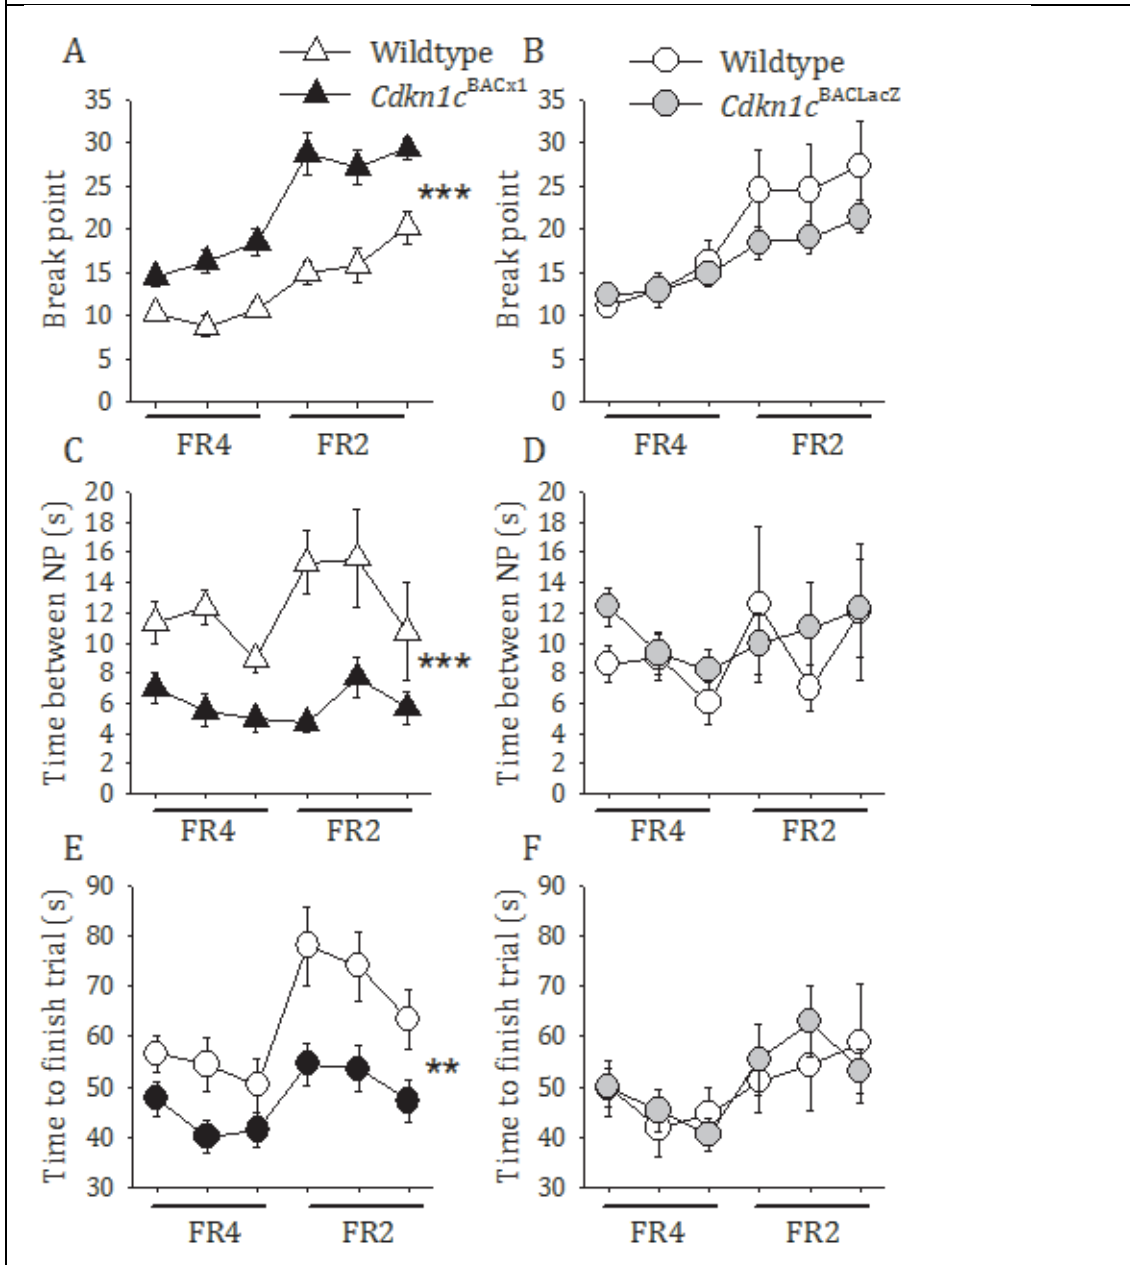 A
Wildtype
Cdkn1c^BACx1
35
30
25
20
15
10
5
0
Break point
***
FR4 FR2
B
Wildtype
Cdkn1c^BACLacZ
35
30
25
20
15
10
5
0
Break point
FR4 FR2
C
20
18
16
14
12
10
8
6
4
2
0
Time between NP (s)
***
FR4 FR2
D
20
18
16
14
12
10
8
6
4
2
0
Time between NP (s)
FR4 FR2
E
90
80
70
60
50
40
30
Time to finish trial (s)
**
FR4 FR2
F
90
80
70
60
50
40
30
Time to finish trial (s)
FR4 FR2